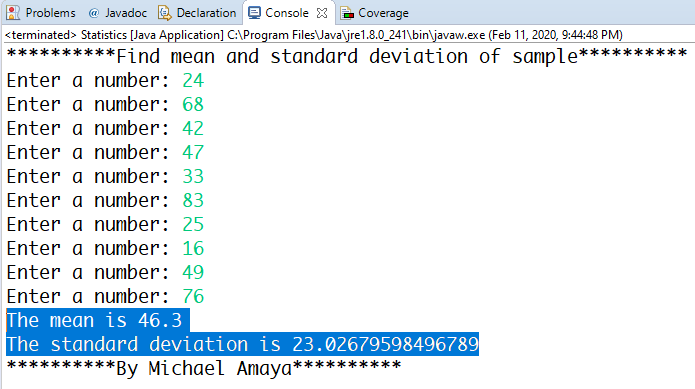 Problems @ Javadoc Declaration Console Coverage
<terminated> Statistics [Java Application] C:\Program Files\Java\jre1.8.0_241\bin\javaw.exe (Feb 11, 2020, 9:44:48 PM)
**********Find mean and standard deviation of sample**********
Enter a number: 24
Enter a number: 68
Enter a number: 42
Enter a number: 47
Enter a number: 33
Enter a number: 83
Enter a number: 25
Enter a number: 16
Enter a number: 49
Enter a number: 76
The mean is 46.3
The standard deviation is 23.02679598496789
**********By Michael Amaya**********